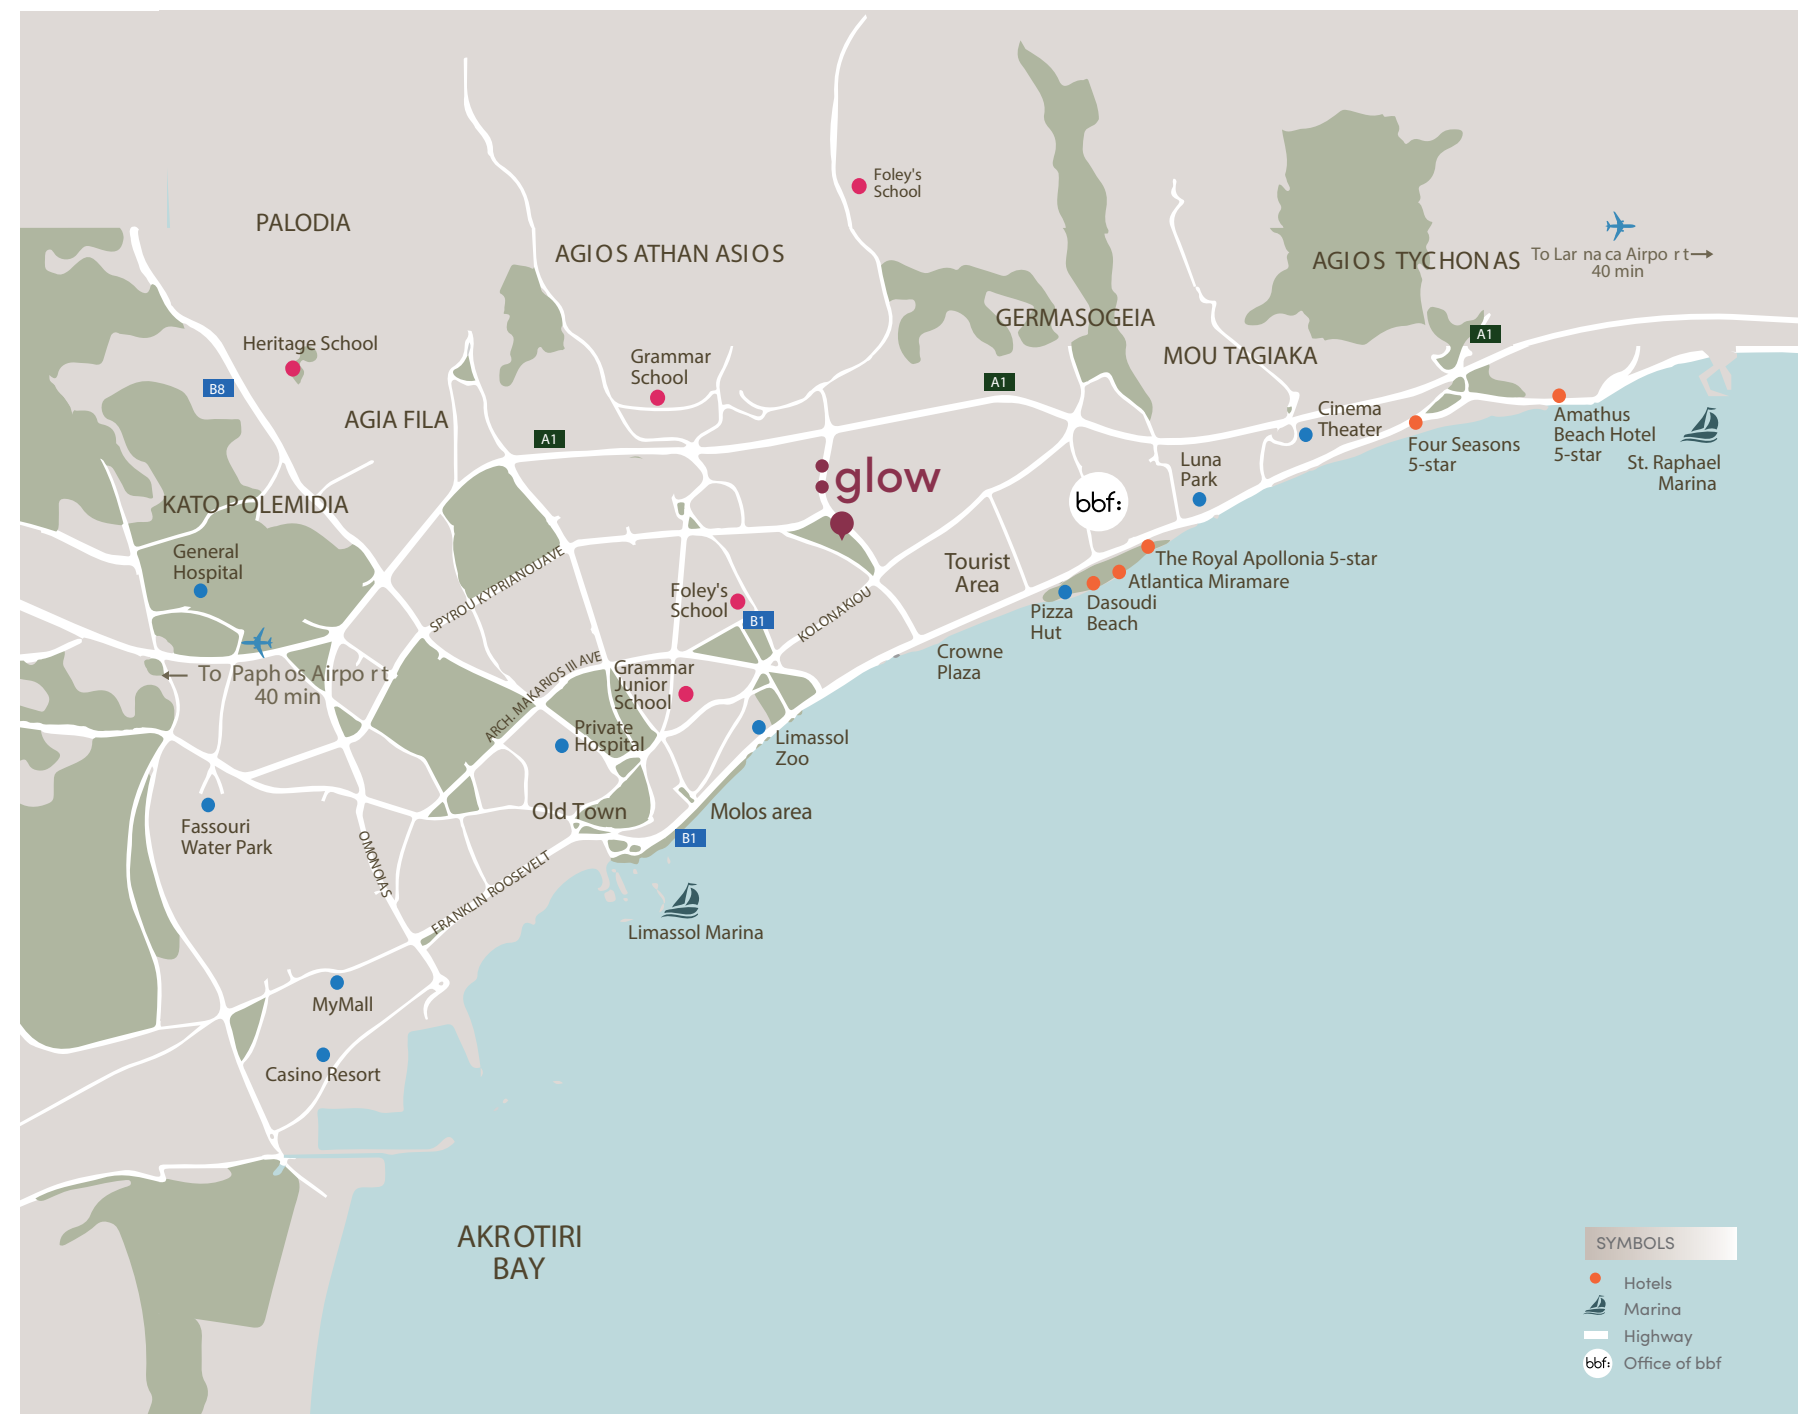 Foley's
School
PALODIA
AGIOS ATHANASIOS
AGIOS TYCHONAS
To Larnaca Airport
40 min
GERMASOGEIA
A1
Heritage School
MOUTAGIAKA
Grammar
School
B8
A1
AGIA FILA
A1
Cinema
Theater
Amathus
Beach Hotel
5-star
Four Seasons
5-star
St. Raphael
Marina
Luna
Park
glow
bbf:
KATO POLEMIDIA
General
Hospital
SPYROU KYPRIANOU AVE
Tourist
Area
The Royal Apollonia 5-star
Atlantica Miramare
Dasoudi
Beach
Pizza
Hut
Foley's
School
B1
KOLONAKIOU
Crowne
Plaza
To Paphos Airport
40 min
ARCH. MAKARIOS III AVE
Grammar
Junior
School
Private
Hospital
Limassol
Zoo
Old Town
Molos area
B1
Fassouri
Water Park
OMONOIAS
FRANKLIN ROOSEVELT
Limassol Marina
MyMall
Casino Resort
AKROTIRI
BAY
SYMBOLS
Hotels
Marina
Highway
bbf: Office of bbf